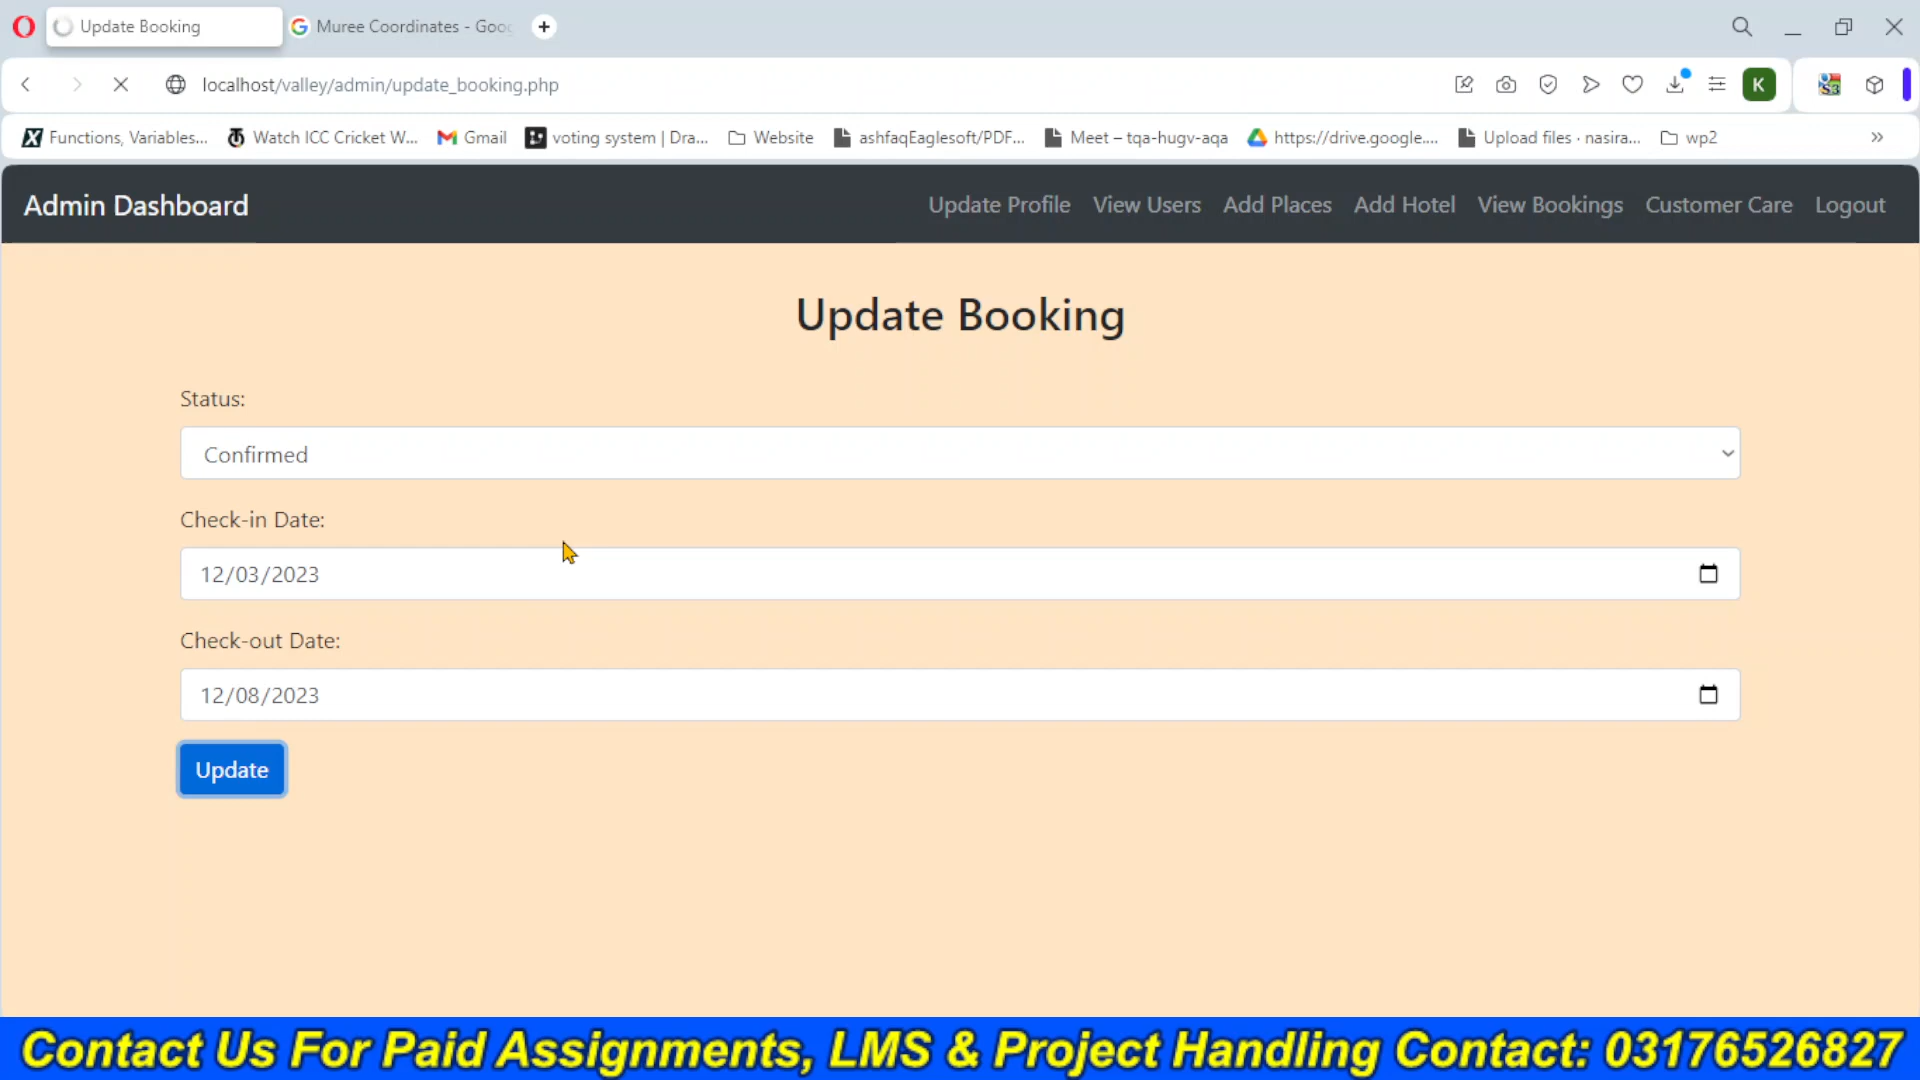 Update Booking
Muree Coordinates - Goog
localhost/valley/admin/update_booking.php
K
Functions, Variables...
Watch ICC Cricket W...
Gmail
voting system | Dra...
Website
ashfaqEaglesoft/PDF...
Meet – tqa-hugv-aqa
https://drive.google....
Upload files · nasira...
wp2
Admin Dashboard
Update Profile
View Users
Add Places
Add Hotel
View Bookings
Customer Care
Logout
Update Booking
Status:
Confirmed
Check-in Date:
12/03/2023
Check-out Date:
12/08/2023
Update
Contact Us For Paid Assignments, LMS & Project Handling Contact: 03176526827